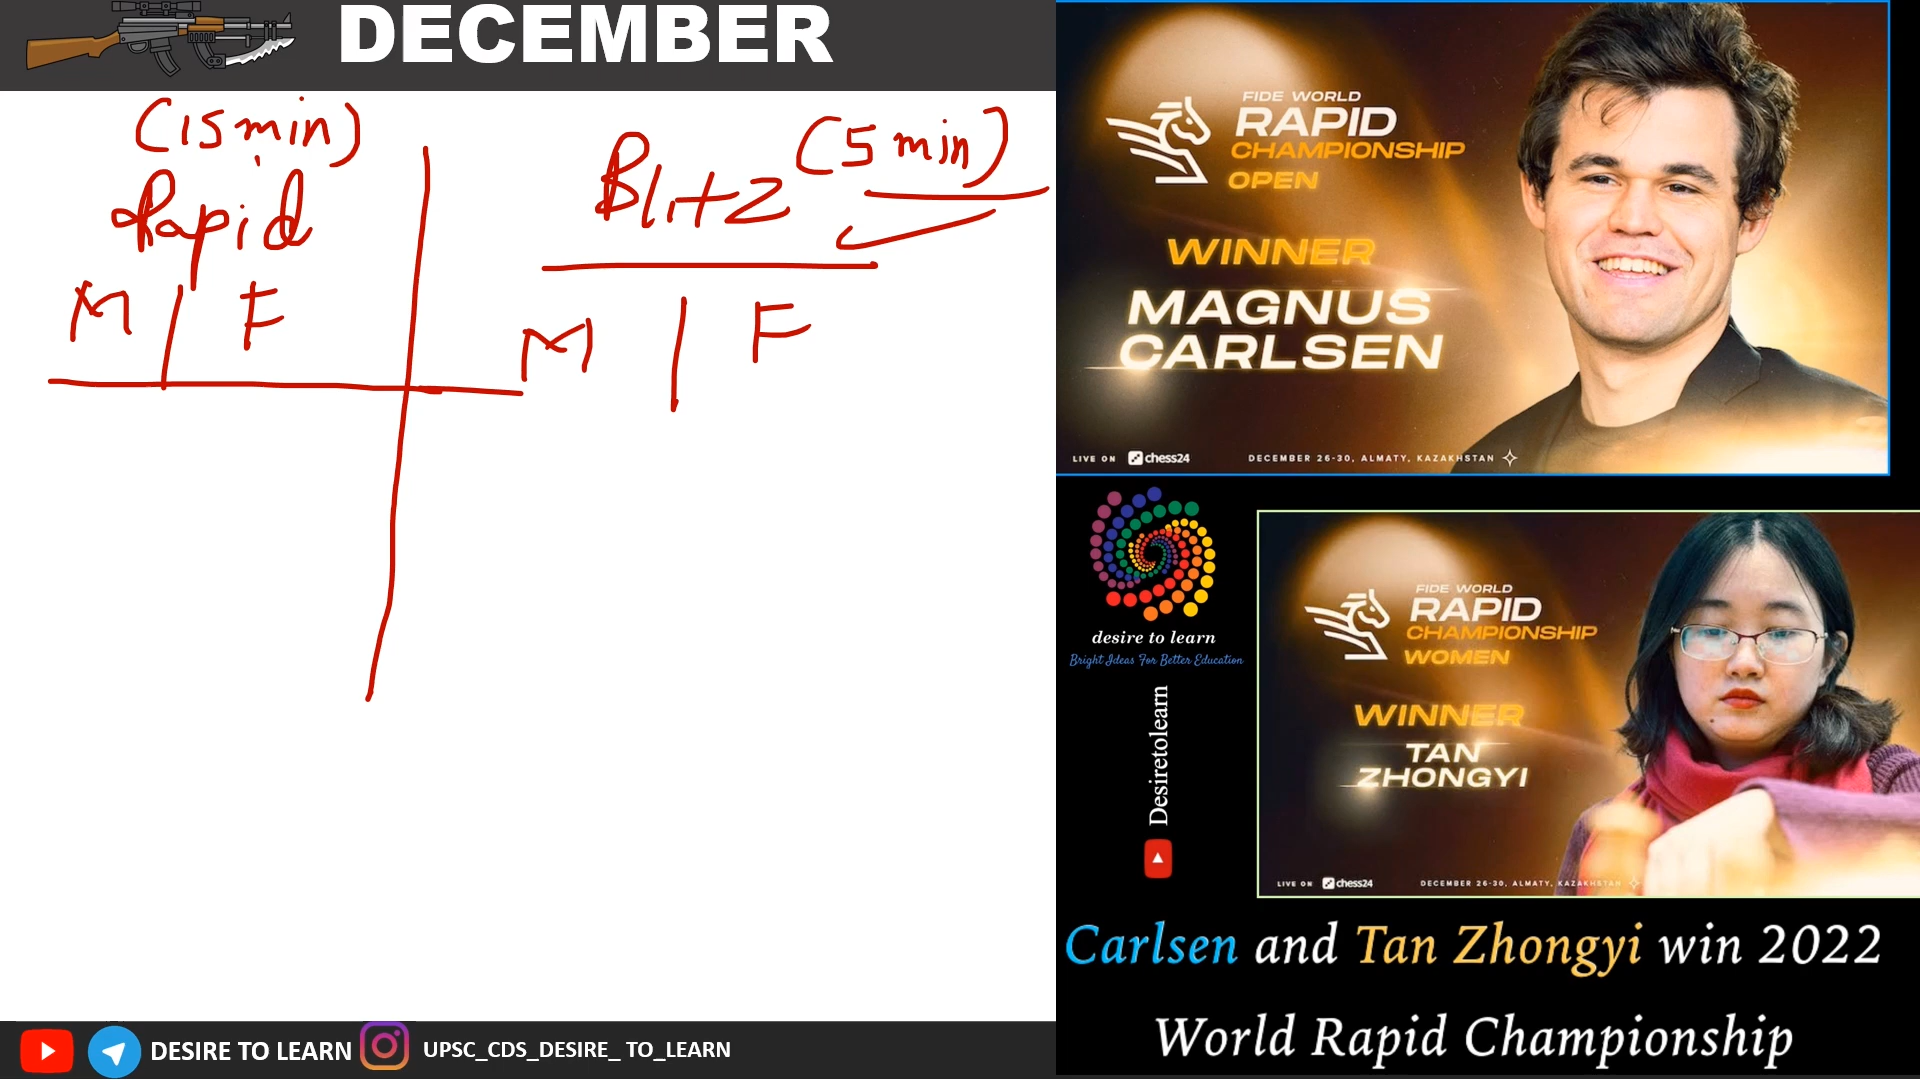 DECEMBER
(15 min)
Rapid
M F
Blitz (5 min)
M F
FIDE WORLD
RAPID
CHAMPIONSHIP
OPEN
WINNER
MAGNUS
CARLSEN
LIVE ON chess24 DECEMBER 26-30, ALMATY, KAZAKHSTAN
desire to learn
Bright Ideas For Better Education
Desiretolearn
FIDE WORLD
RAPID
CHAMPIONSHIP
WOMEN
WINNER
TAN
ZHONGYI
LIVE ON chess24 DECEMBER 26-30, ALMATY, KAZAKHSTAN
Carlsen and Tan Zhongyi win 2022
World Rapid Championship
DESIRE TO LEARN UPSC_CDS_DESIRE_ TO_LEARN